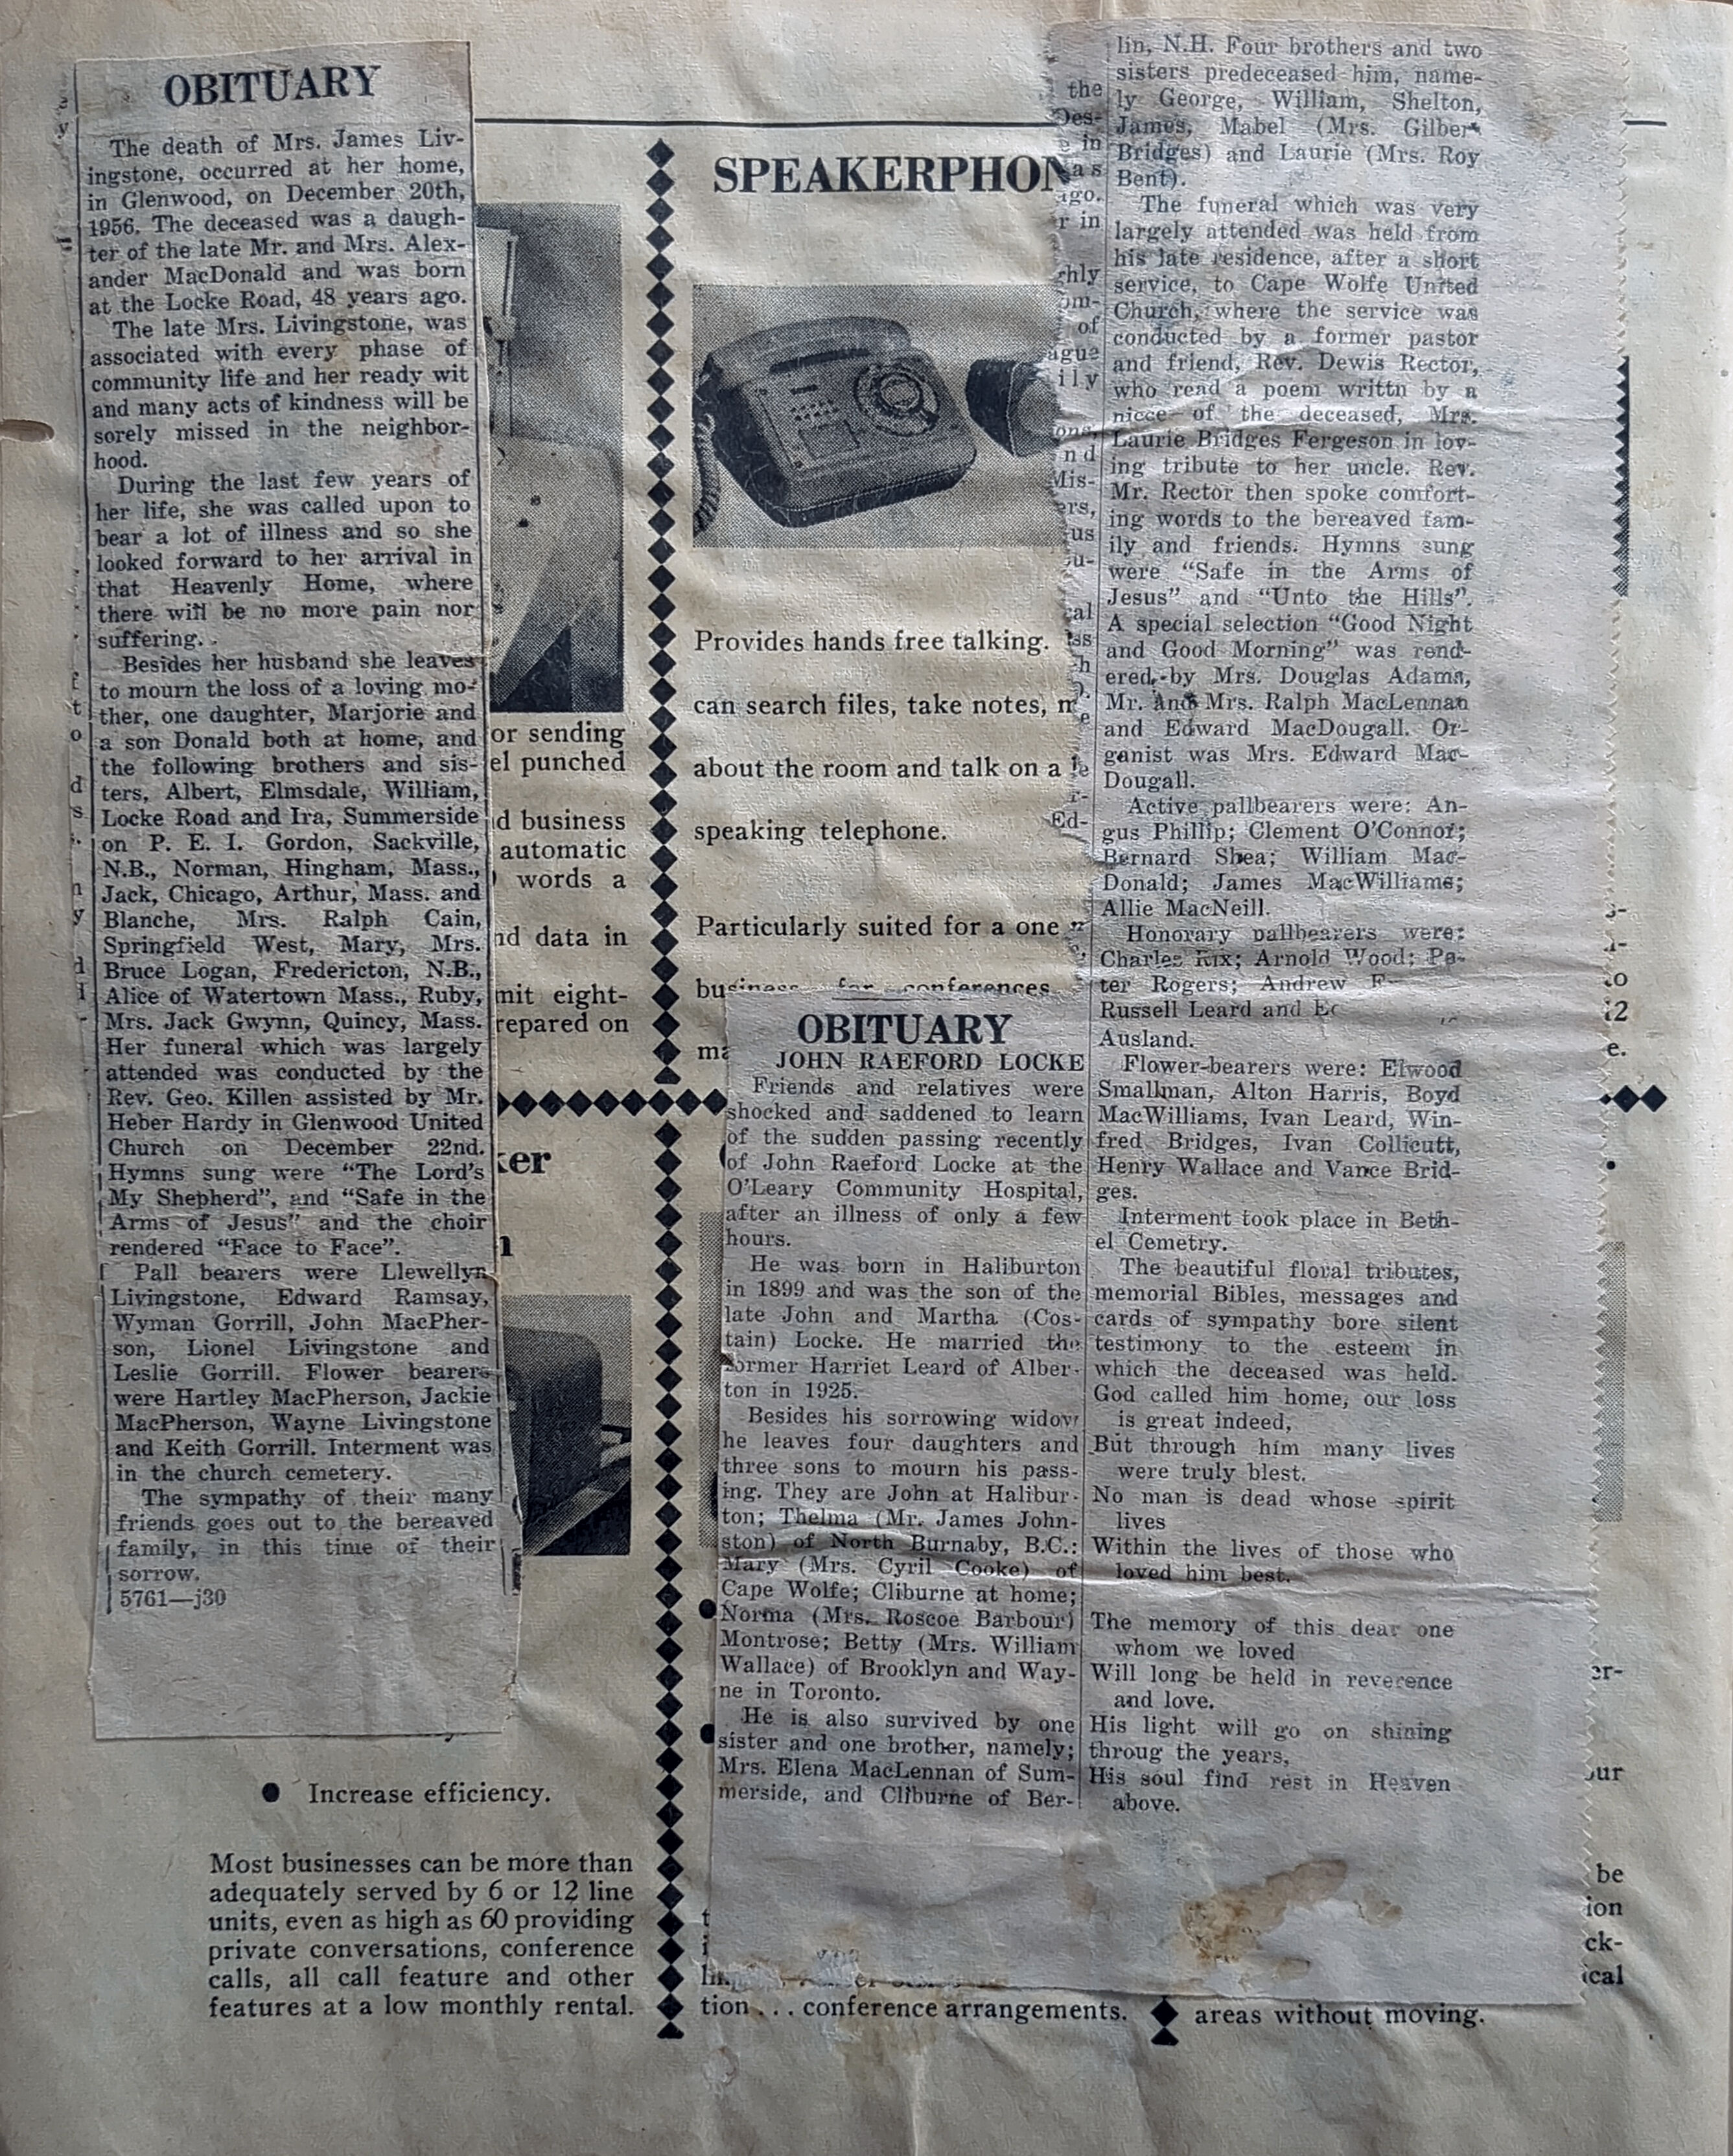 OBITUARY
The death of Mrs. James Liv-
ingstone, occurred at her home,
in Glenwood, on December 20th,
1956. The deceased was a daugh-
ter of the late Mr. and Mrs. Alex-
ander MacDonald and was born
at the Locke Road, 48 years ago.
The late Mrs. Livingstone, was
associated with every phase of
community life and her ready wit
and many acts of kindness will be
sorely missed in the neighbor-
hood.
During the last few years of
her life, she was called upon to
bear a lot of illness and so she
looked forward to her arrival in
that Heavenly Home, where
there will be no more pain nor
suffering.
Besides her husband she leaves
to mourn the loss of a loving mo-
ther, one daughter, Marjorie and
a son Donald both at home, and
the following brothers and sis-
ters, Albert, Elmsdale, William,
Locke Road and Ira, Summerside
on P. E. I. Gordon, Sackville,
N.B., Norman, Hingham, Mass.,
Jack, Chicago, Arthur, Mass. and
Blanche, Mrs. Ralph Cain,
Springfield West, Mary, Mrs.
Bruce Logan, Fredericton, N.B.,
Alice of Watertown Mass., Ruby,
Mrs. Jack Gwynn, Quincy, Mass.
Her funeral which was largely
attended was conducted by the
Rev. Geo. Killen assisted by Mr.
Heber Hardy in Glenwood United
Church on December 22nd.
Hymns sung were "The Lord's
My Shepherd", and "Safe in the
Arms of Jesus" and the choir
rendered "Face to Face".
Pall bearers were Llewellyn
Livingstone, Edward Ramsay,
Wyman Gorrill, John MacPher-
son, Lionel Livingstone and
Leslie Gorrill. Flower bearers
were Hartley MacPherson, Jackie
MacPherson, Wayne Livingstone
and Keith Gorrill. Interment was
in the church cemetery.
The sympathy of their many
friends goes out to the bereaved
family, in this time of their
sorrow.
5761—j30
or sending
el punched
business
automatic
words a
data in
mit eight-
repared on
Increase efficiency.
Most businesses can be more than
adequately served by 6 or 12 line
units, even as high as 60 providing
private conversations, conference
calls, all call feature and other
features at a low monthly rental.
SPEAKERPHON
Provides hands free talking.
can search files, take notes,
about the room and talk on a
speaking telephone.
Particularly suited for a one
business for conferences
OBITUARY
JOHN RAEFORD LOCKE
Friends and relatives were
shocked and saddened to learn
of the sudden passing recently
of John Raeford Locke at the
O'Leary Community Hospital,
after an illness of only a few
hours.
He was born in Haliburton
in 1899 and was the son of the
late John and Martha (Cos-
tain) Locke. He married the
former Harriet Leard of Alber-
ton in 1925.
Besides his sorrowing widow
he leaves four daughters and
three sons to mourn his pass-
ing. They are John at Halibur-
ton; Thelma (Mr. James John-
ston) of North Burnaby, B.C.:
Mary (Mrs. Cyril Cooke) of
Cape Wolfe; Cliburne at home;
Norma (Mrs. Roscoe Barbour)
Montrose; Betty (Mrs. William
Wallace) of Brooklyn and Way-
ne in Toronto.
He is also survived by one
sister and one brother, namely;
Mrs. Elena MacLennan of Sum-
merside, and Cliburne of Ber-
lin, N.H. Four brothers and two
sisters predeceased him, name-
ly George, William, Shelton,
James, Mabel (Mrs. Gilbert
Bridges) and Laurie (Mrs. Roy
Bent).
The funeral which was very
largely attended was held from
his late residence, after a short
service, to Cape Wolfe United
Church, where the service was
conducted by a former pastor
and friend, Rev. Dewis Rector,
who read a poem writtn by a
niece of the deceased, Mrs.
Laurie Bridges Fergeson in lov-
ing tribute to her uncle. Rev.
Mr. Rector then spoke comfort-
ing words to the bereaved fam-
ily and friends. Hymns sung
were "Safe in the Arms of
Jesus" and "Unto the Hills".
A special selection "Good Night
and Good Morning" was rend-
ered by Mrs. Douglas Adams,
Mr. and Mrs. Ralph MacLennan
and Edward MacDougall. Or-
ganist was Mrs. Edward Mac-
Dougall.
Active pallbearers were: An-
gus Phillip; Clement O'Connor;
Bernard Shea; William Mac-
Donald; James MacWilliams;
Allie MacNeill.
Honorary pallbearers were:
Charles Rix; Arnold Wood; Pe-
ter Rogers; Andrew
Russell Leard and
Ausland.
Flower-bearers were: Elwood
Smallman, Alton Harris, Boyd
MacWilliams, Ivan Leard, Win-
fred Bridges, Ivan Collicutt,
Henry Wallace and Vance Brid-
ges.
Interment took place in Beth-
el Cemetry.
The beautiful floral tributes,
memorial Bibles, messages and
cards of sympathy bore silent
testimony to the esteem in
which the deceased was held.
God called him home, our loss
is great indeed,
But through him many lives
were truly blest.
No man is dead whose spirit
lives
Within the lives of those who
loved him best.
The memory of this dear one
whom we loved
Will long be held in reverence
and love.
His light will go on shining
throug the years,
His soul find rest in Heaven
above.
tion... conference arrangements.
areas without moving.